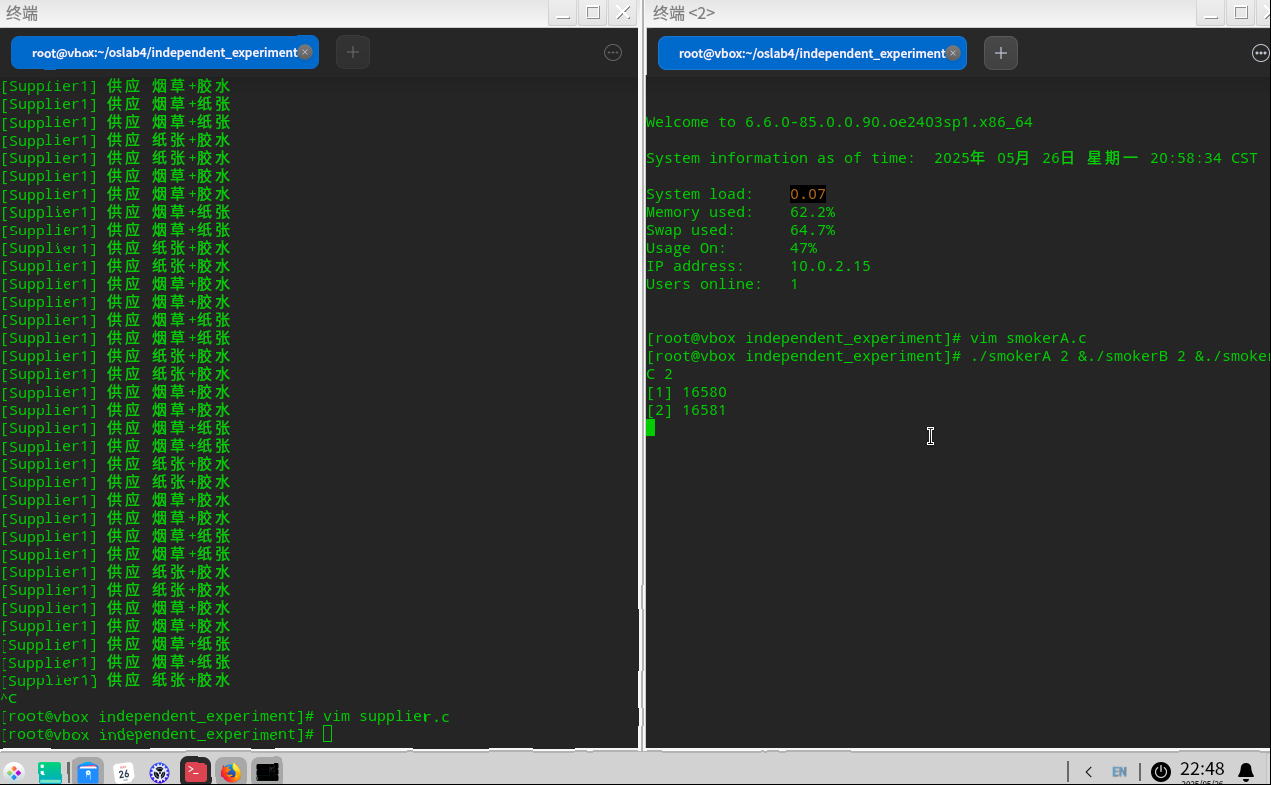 终端
root@vbox:~/oslab4/independent_experiment
[Supplier1] 供应 烟草+胶水
[Supplier1] 供应 烟草+纸张
[Supplier1] 供应 烟草+纸张
[Supplier1] 供应 纸张+胶水
[Supplier1] 供应 纸张+胶水
[Supplier1] 供应 烟草+胶水
[Supplier1] 供应 烟草+胶水
[Supplier1] 供应 烟草+纸张
[Supplier1] 供应 烟草+纸张
[Supplier1] 供应 纸张+胶水
[Supplier1] 供应 纸张+胶水
[Supplier1] 供应 烟草+胶水
[Supplier1] 供应 烟草+胶水
[Supplier1] 供应 烟草+纸张
[Supplier1] 供应 烟草+纸张
[Supplier1] 供应 纸张+胶水
[Supplier1] 供应 纸张+胶水
[Supplier1] 供应 烟草+胶水
[Supplier1] 供应 烟草+胶水
[Supplier1] 供应 烟草+纸张
[Supplier1] 供应 烟草+纸张
[Supplier1] 供应 纸张+胶水
[Supplier1] 供应 纸张+胶水
[Supplier1] 供应 烟草+胶水
[Supplier1] 供应 烟草+胶水
[Supplier1] 供应 烟草+纸张
[Supplier1] 供应 烟草+纸张
[Supplier1] 供应 纸张+胶水
[Supplier1] 供应 纸张+胶水
[Supplier1] 供应 烟草+胶水
[Supplier1] 供应 烟草+胶水
[Supplier1] 供应 烟草+纸张
[Supplier1] 供应 烟草+纸张
[Supplier1] 供应 纸张+胶水
^C
[root@vbox independent_experiment]# vim supplier.c
[root@vbox independent_experiment]#
终端 <2>
root@vbox:~/oslab4/independent_experiment
Welcome to 6.6.0-85.0.0.90.oe2403sp1.x86_64
System information as of time:  2025年 05月 26日 星期一 20:58:34 CST
System load:    0.07
Memory used:    62.2%
Swap used:      64.7%
Usage On:       47%
IP address:     10.0.2.15
Users online:   1
[root@vbox independent_experiment]# vim smokerA.c
[root@vbox independent_experiment]# ./smokerA 2 &./smokerB 2 &./smoker
C 2
[1] 16580
[2] 16581
26
EN
22:48
2025/05/26